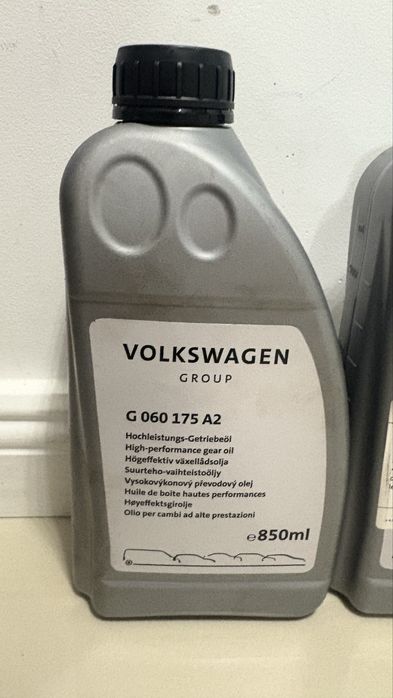 VOLKSWAGEN
GROUP
G 060 175 A2
Hochleistungs-Getriebeöl
High-performance gear oil
Högeffektiv växellådsolja
Suurteho-vaihteistoöljy
Vysokovýkonový převodový olej
Huile de boîte hautes performances
Høyeffektsgirolje
Olio per cambi ad alte prestazioni
℮850ml